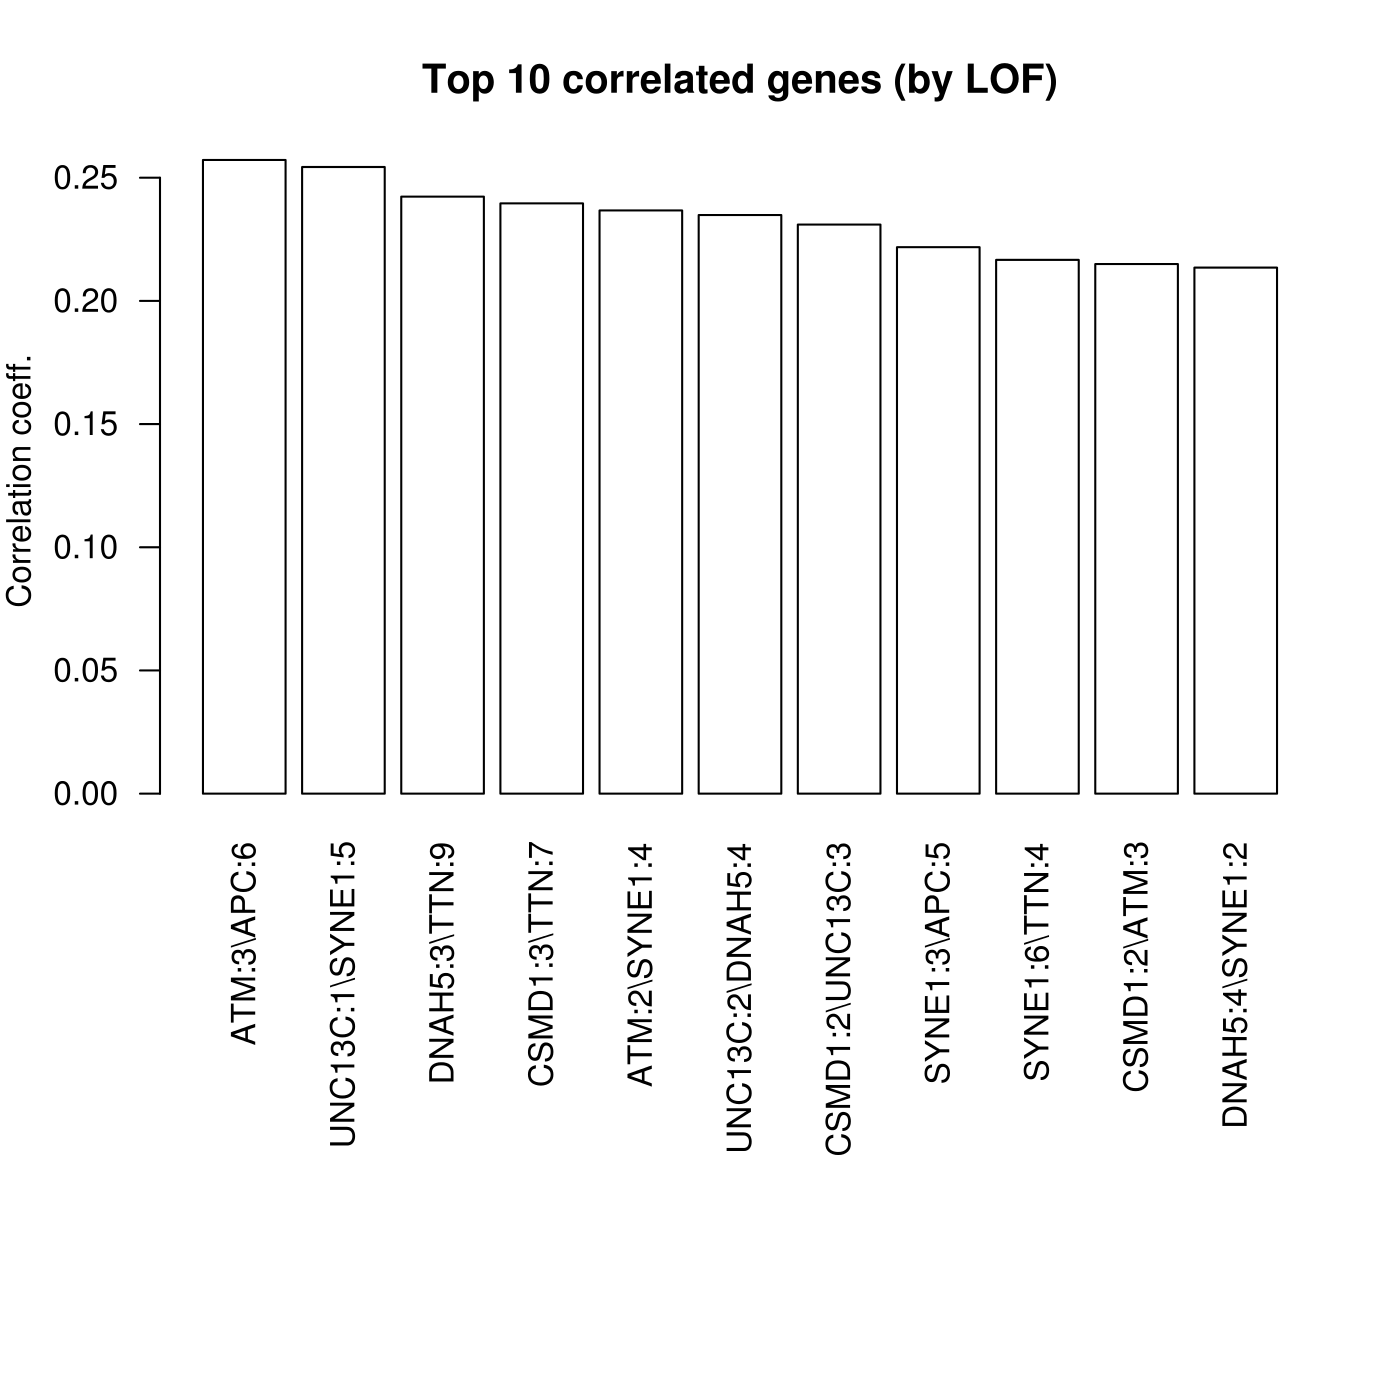 Top 10 correlated genes (by LOF)
Correlation coeff.
0.25
0.20
0.15
0.10
0.05
0.00
ATM:3\APC:6
UNC13C:1\SYNE1:5
DNAH5:3\TTN:9
CSMD1:3\TTN:7
ATM:2\SYNE1:4
UNC13C:2\DNAH5:4
CSMD1:2\UNC13C:3
SYNE1:3\APC:5
SYNE1:6\TTN:4
CSMD1:2\ATM:3
DNAH5:4\SYNE1:2